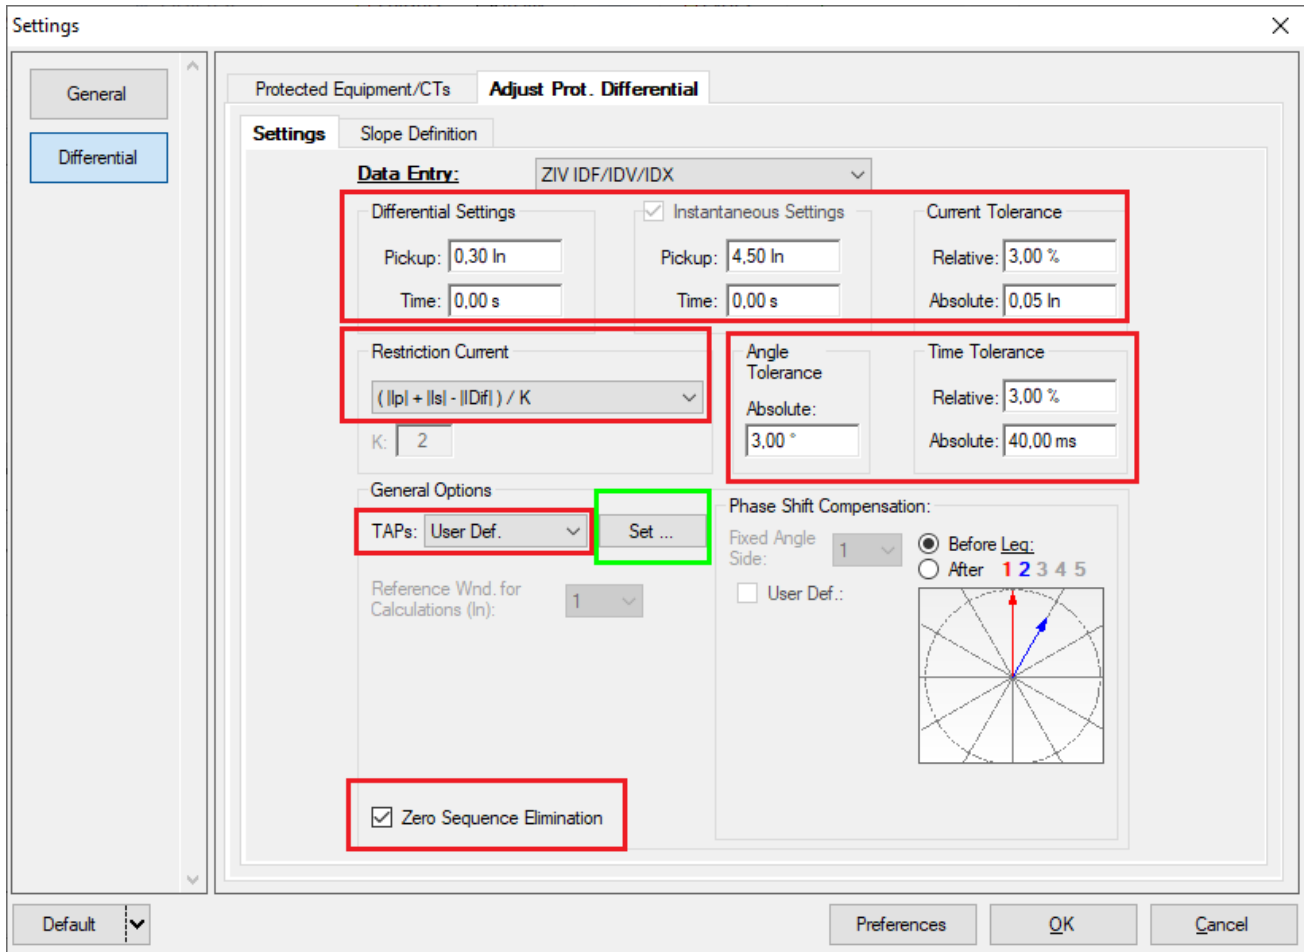 Settings
General
Differential
Protected Equipment/CTs Adjust Prot. Differential
Settings Slope Definition
Data Entry: ZIV IDF/IDV/IDX
Differential Settings
Pickup: 0,30 In
Time: 0,00 s
Instantaneous Settings
Pickup: 4,50 In
Time: 0,00 s
Current Tolerance
Relative: 3,00 %
Absolute: 0,05 In
Restriction Current
( |Ip| + |Is| - |IDif| ) / K
K: 2
Angle
Tolerance
Absolute:
3,00 °
Time Tolerance
Relative: 3,00 %
Absolute: 40,00 ms
General Options
TAPs: User Def. Set ...
Reference Wnd. for
Calculations (In): 1
Zero Sequence Elimination
Phase Shift Compensation:
Fixed Angle
Side: 1
User Def.:
Before Leg:
After 1 2 3 4 5
Default Preferences OK Cancel